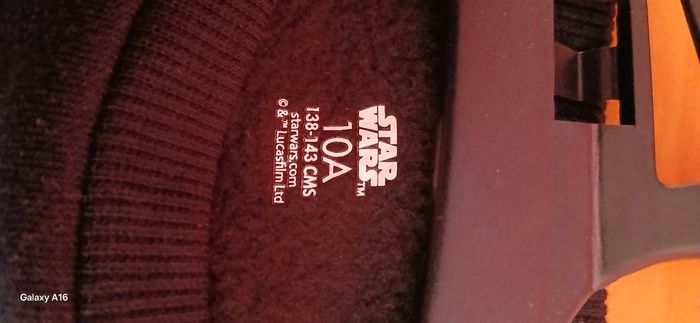 STAR
WARS™
10A
138-143 CMS
starwars.com
© & ™ Lucasfilm Ltd
Galaxy A16